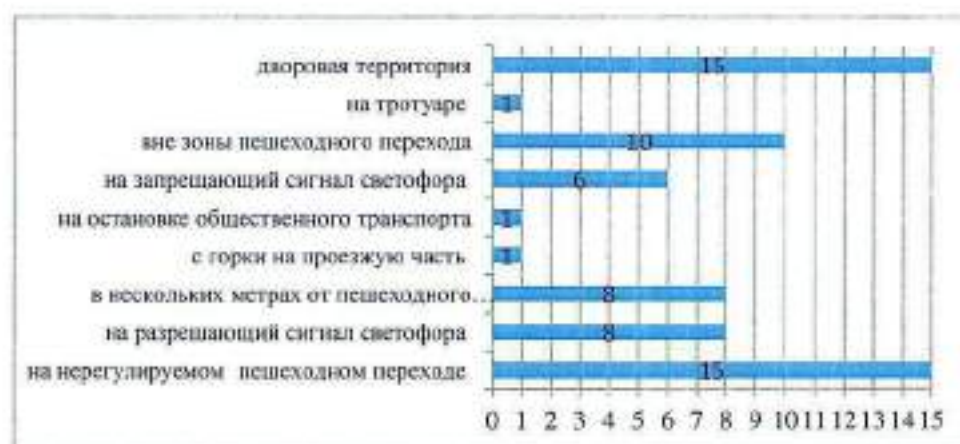 дворовая территория 15
на тротуаре 1
вне зоны пешеходного перехода 10
на запрещающий сигнал светофора 6
на остановке общественного транспорта 1
с горки на проезжую часть 1
в нескольких метрах от пешеходного… 8
на разрешающий сигнал светофора 8
на нерегулируемом пешеходном переходе 15
0 1 2 3 4 5 6 7 8 9 10 11 12 13 14 15